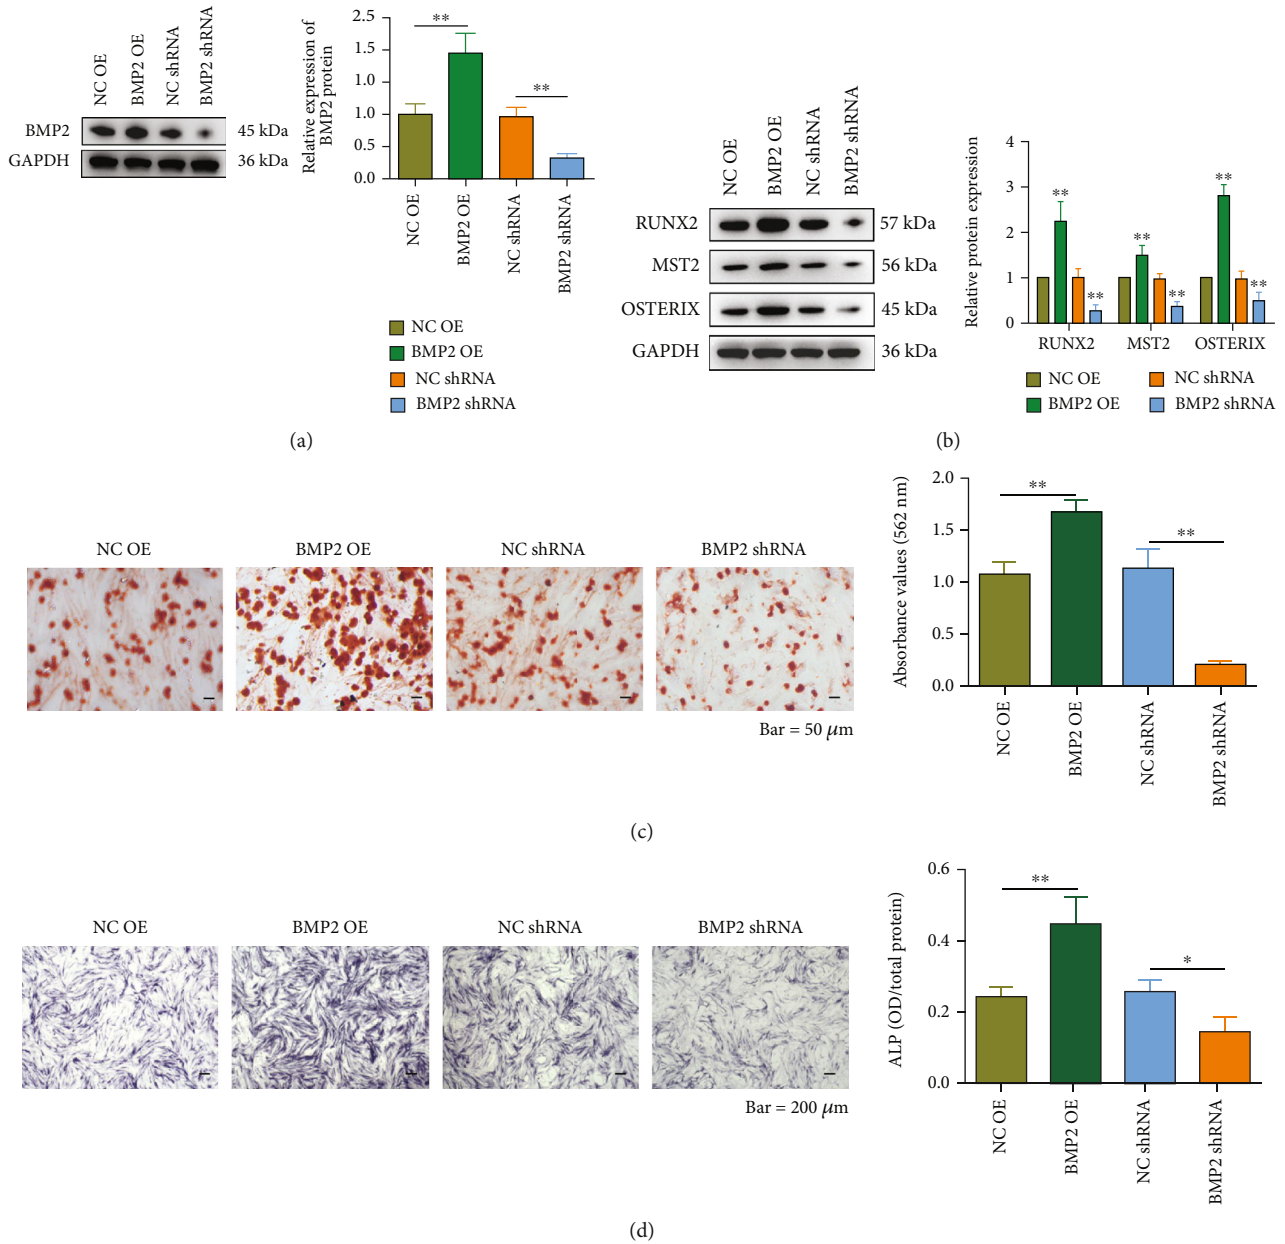 NC OE
BMP2 OE
NC shRNA
BMP2 shRNA
BMP2
45 kDa
GAPDH
36 kDa
Relative expression of
BMP2 protein
2.5
1.5
1.0
1.0
0.5
0.0
**
**
NC OE
BMP2 OE
NC shRNA
BMP2 shRNA
NC OE
BMP2 OE
NC shRNA
BMP2 shRNA
(a)
NC OE
BMP2 OE
NC shRNA
BMP2 shRNA
RUNX2
57 kDa
MST2
56 kDa
OSTERIX
45 kDa
GAPDH
36 kDa
Relative protein expression
4
3
2
1
0
**
**
**
**
**
**
RUNX2
MST2
OSTERIX
NC OE
NC shRNA
BMP2 OE
BMP2 shRNA
(b)
NC OE
BMP2 OE
NC shRNA
BMP2 shRNA
Bar = 50 μm
Absorbance values (562 nm)
2.0
1.5
1.0
0.5
0.0
**
**
NC OE
BMP2 OE
NC shRNA
BMP2 shRNA
(c)
NC OE
BMP2 OE
NC shRNA
BMP2 shRNA
Bar = 200 μm
ALP (OD/total protein)
0.6
0.4
0.2
0.0
**
*
NC OE
BMP2 OE
NC shRNA
BMP2 shRNA
(d)